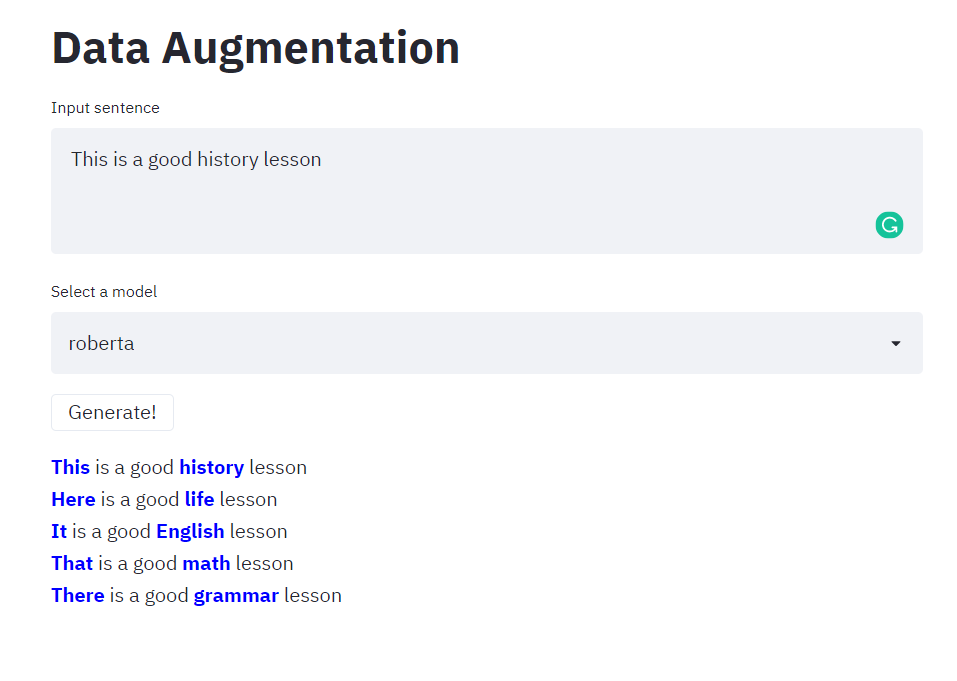 Data Augmentation
Input sentence
This is a good history lesson
Select a model
roberta
Generate!
This is a good history lesson
Here is a good life lesson
It is a good English lesson
That is a good math lesson
There is a good grammar lesson